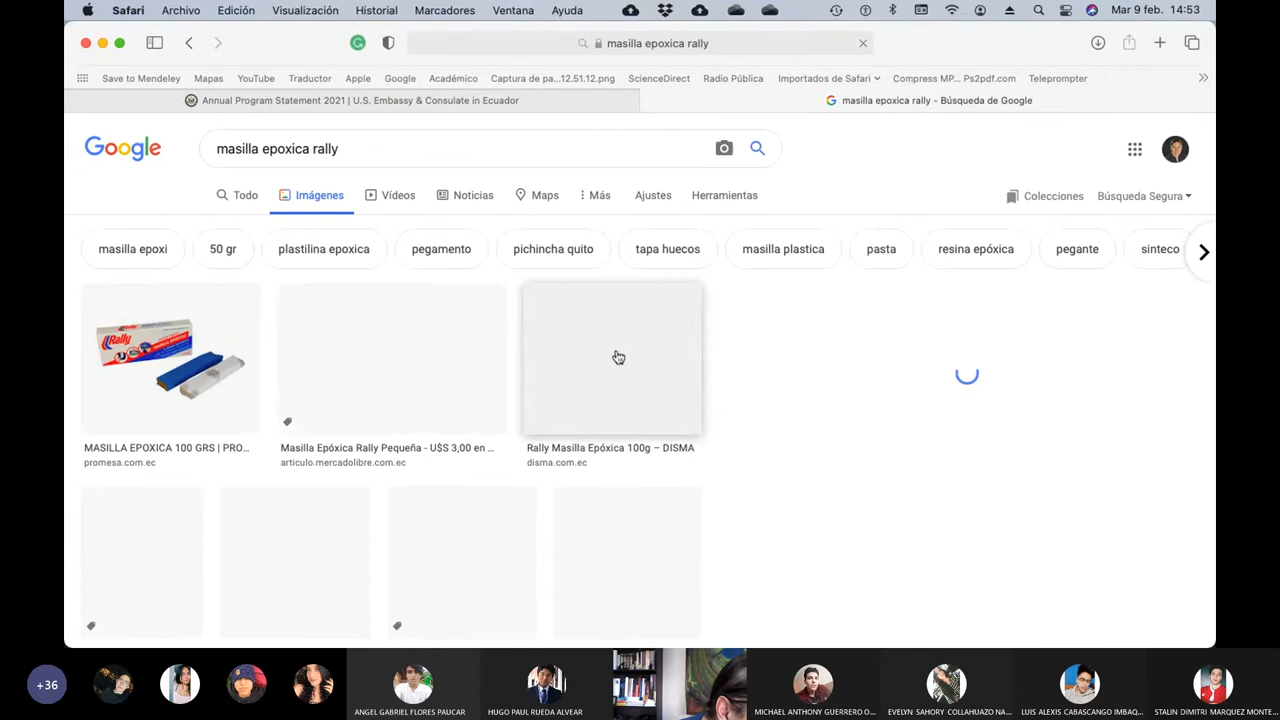 Safari Archivo Edición Visualización Historial Marcadores Ventana Ayuda Mar 9 feb. 14:53
masilla epoxica rally
Save to Mendeley Mapas YouTube Traductor Apple Google Académico Captura de pa...12.51.12.png ScienceDirect Radio Pública Importados de Safari Compress MP... Ps2pdf.com Teleprompter
Annual Program Statement 2021 | U.S. Embassy & Consulate in Ecuador masilla epoxica rally - Búsqueda de Google
Google masilla epoxica rally
Todo Imágenes Vídeos Noticias Maps Más Ajustes Herramientas Colecciones Búsqueda Segura
masilla epoxi 50 gr plastilina epoxica pegamento pichincha quito tapa huecos masilla plastica pasta resina epóxica pegante sinteco
Rally
MASILLA EPOXICA 100 GRS | PRO... Masilla Epóxica Rally Pequeña - U$S 3,00 en ... Rally Masilla Epóxica 100g – DISMA
promesa.com.ec articulo.mercadolibre.com.ec disma.com.ec
+36
ANGEL GABRIEL FLORES PAUCAR HUGO PAUL RUEDA ALVEAR MICHAEL ANTHONY GUERRERO O... EVELYN SAHORY COLLAHUAZO NA... LUIS ALEXIS CABASCANGO IMBAQ... STALIN DIMITRI MARQUEZ MONTE...